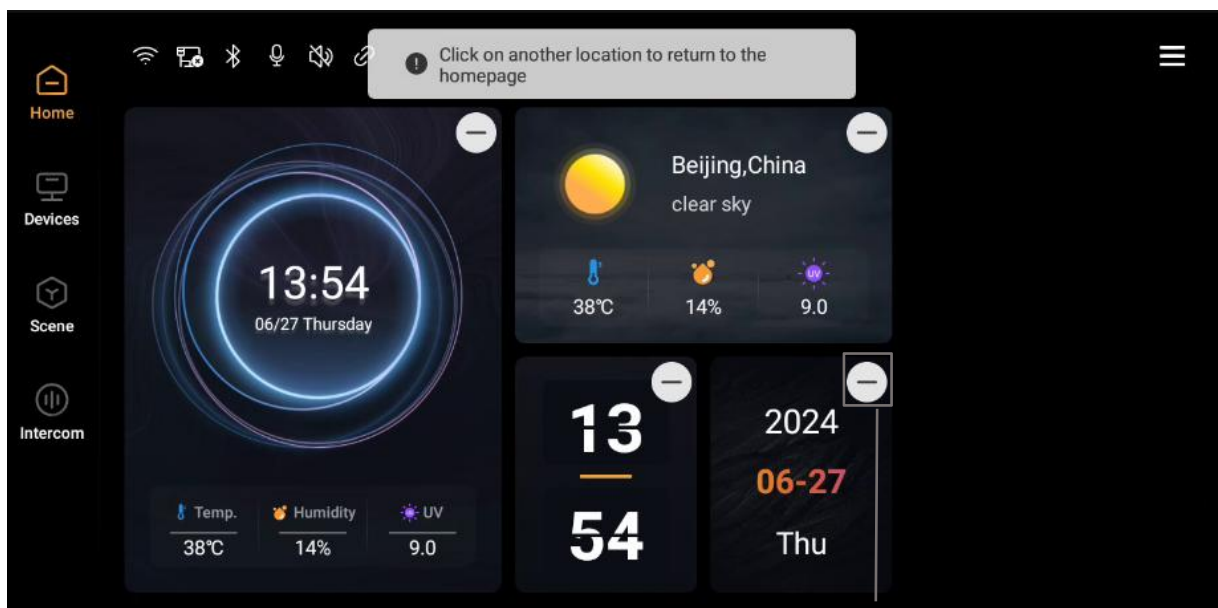 Click on another location to return to the
homepage
Home
Devices
Scene
Intercom
13:54
06/27 Thursday
Temp.
Humidity
UV
38℃
14%
9.0
Beijing,China
clear sky
UV
38℃
14%
9.0
13
54
2024
06-27
Thu